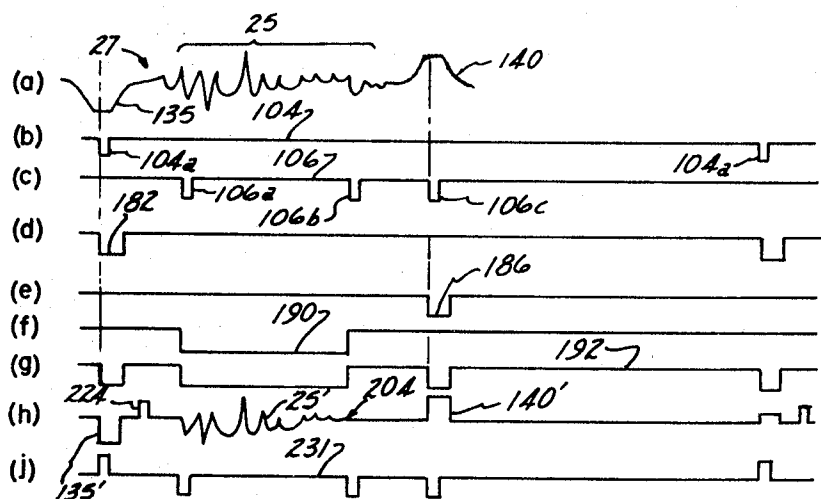 25
27
(a)
135
140
104
(b)
104a
104a
(c)
106
106a
106b
106c
182
(d)
186
(e)
190
(f)
192
(g)
224
25'
204
140'
(h)
135'
231
(j)